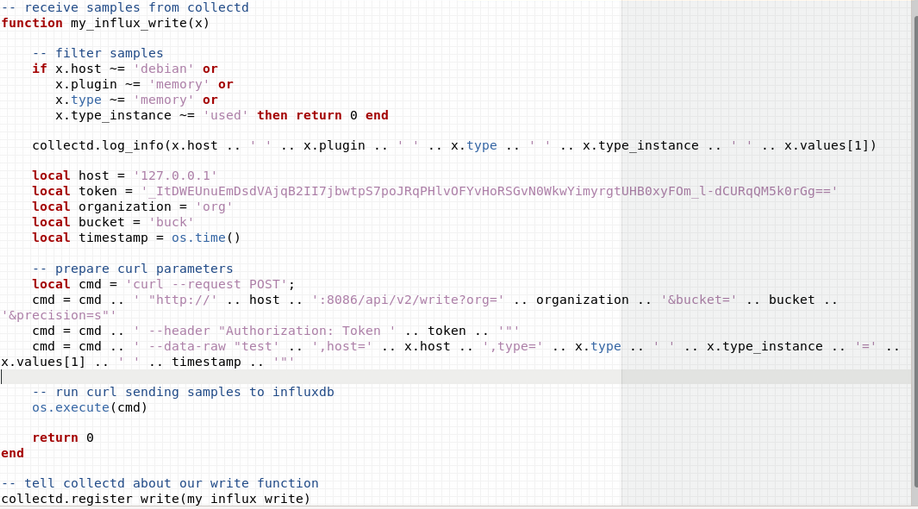 -- receive samples from collectd
function my_influx_write(x)
-- filter samples
if x.host ~= 'debian' or
x.plugin ~= 'memory' or
x.type ~= 'memory' or
x.type_instance ~= 'used' then return 0 end
collectd.log_info(x.host .. ' ' .. x.plugin .. ' ' .. x.type .. ' ' .. x.type_instance .. ' ' .. x.values[1])
local host = '127.0.0.1'
local token = '_ItDWEUnuEmDsdVAjqB2II7jbwtpS7poJRqPHlvOFYvHoRSGvN0WkwYimyrgtUHB0xyFOm_l-dCURqQM5k0rGg=='
local organization = 'org'
local bucket = 'buck'
local timestamp = os.time()
-- prepare curl parameters
local cmd = 'curl --request POST';
cmd = cmd .. ' "http://' .. host .. ':8086/api/v2/write?org=' .. organization .. '&bucket=' .. bucket ..
'&precision=s"'
cmd = cmd .. ' --header "Authorization: Token ' .. token .. '"'
cmd = cmd .. ' --data-raw "test' .. ',host=' .. x.host .. ',type=' .. x.type .. ' ' .. x.type_instance .. '=' ..
x.values[1] .. ' ' .. timestamp .. '"'
-- run curl sending samples to influxdb
os.execute(cmd)
return 0
end
-- tell collectd about our write function
collectd.register_write(my_influx_write)